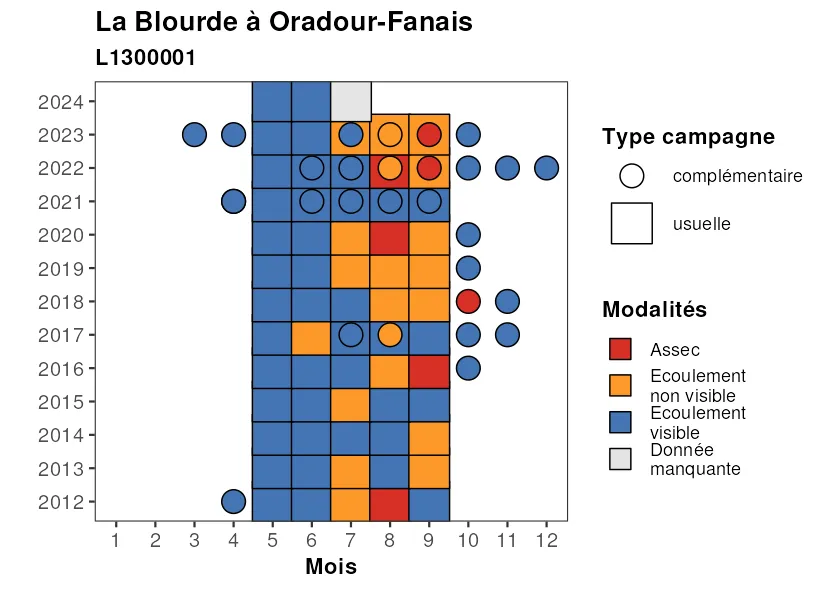 La Blourde à Oradour-Fanais
L1300001
2024
2023
2022
2021
2020
2019
2018
2017
2016
2015
2014
2013
2012
1 2 3 4 5 6 7 8 9 10 11 12
Mois
Type campagne
complémentaire
usuelle
Modalités
Assec
Ecoulement
non visible
Ecoulement
visible
Donnée
manquante